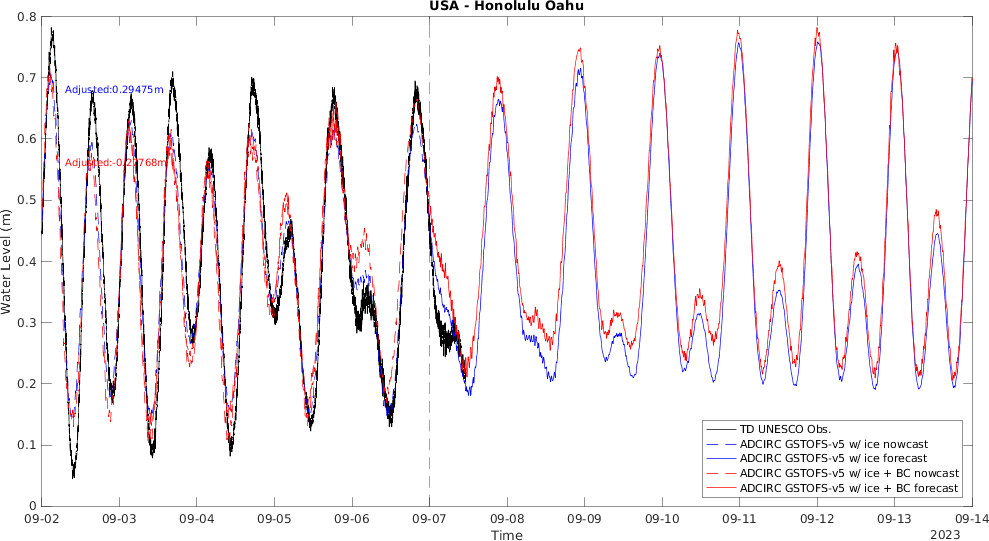 USA - Honolulu Oahu
0.8
0.7
0.6
0.5
0.4
0.3
0.2
0.1
0
Water Level (m)
Adjusted:0.29475m
Adjusted:-0.27768m
TD UNESCO Obs.
ADCIRC GSTOFS-v5 w/ ice nowcast
ADCIRC GSTOFS-v5 w/ ice forecast
ADCIRC GSTOFS-v5 w/ ice + BC nowcast
ADCIRC GSTOFS-v5 w/ ice + BC forecast
09-02 09-03 09-04 09-05 09-06 09-07 09-08 09-09 09-10 09-11 09-12 09-13 09-14
Time
2023